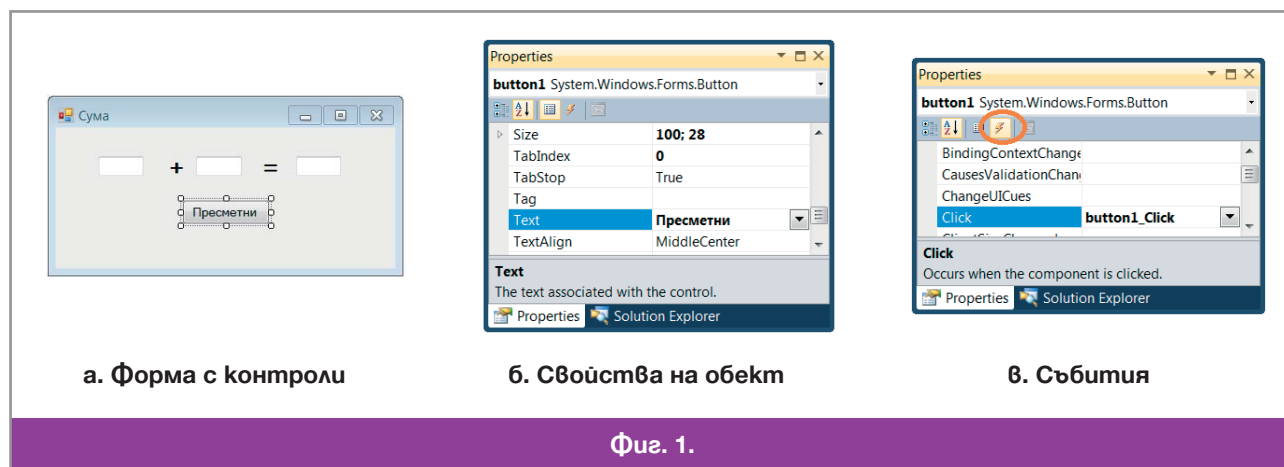 Сума
+ =
Пресметни
а. Форма с контроли
Properties
button1 System.Windows.Forms.Button
Size 100; 28
TabIndex 0
TabStop True
Tag
Text Пресметни
TextAlign MiddleCenter
Text
The text associated with the control.
Properties Solution Explorer
б. Свойства на обект
Properties
button1 System.Windows.Forms.Button
BindingContextChange
CausesValidationChan
ChangeUICues
Click button1_Click
Click
Occurs when the component is clicked.
Properties Solution Explorer
в. Събития
Фиг. 1.